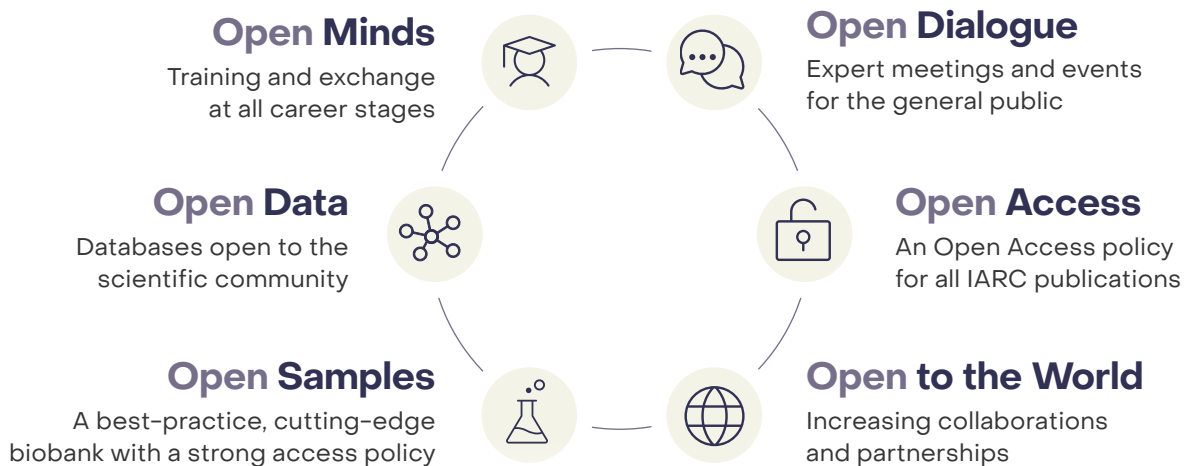 Open Minds
Training and exchange
at all career stages
Open Dialogue
Expert meetings and events
for the general public
Open Data
Databases open to the
scientific community
Open Access
An Open Access policy
for all IARC publications
Open Samples
A best-practice, cutting-edge
biobank with a strong access policy
Open to the World
Increasing collaborations
and partnerships